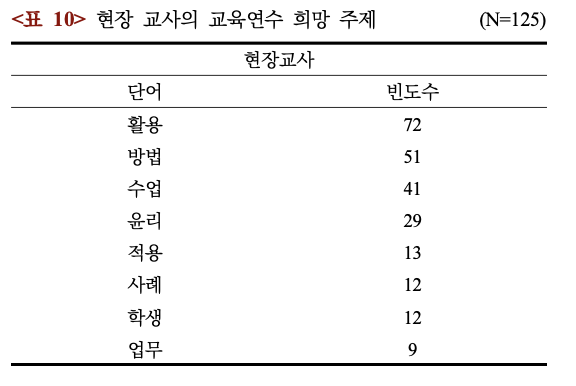 <표 10> 현장 교사의 교육연수 희망 주제 (N=125)
현장교사
단어 빈도수
활용 72
방법 51
수업 41
윤리 29
적용 13
사례 12
학생 12
업무 9